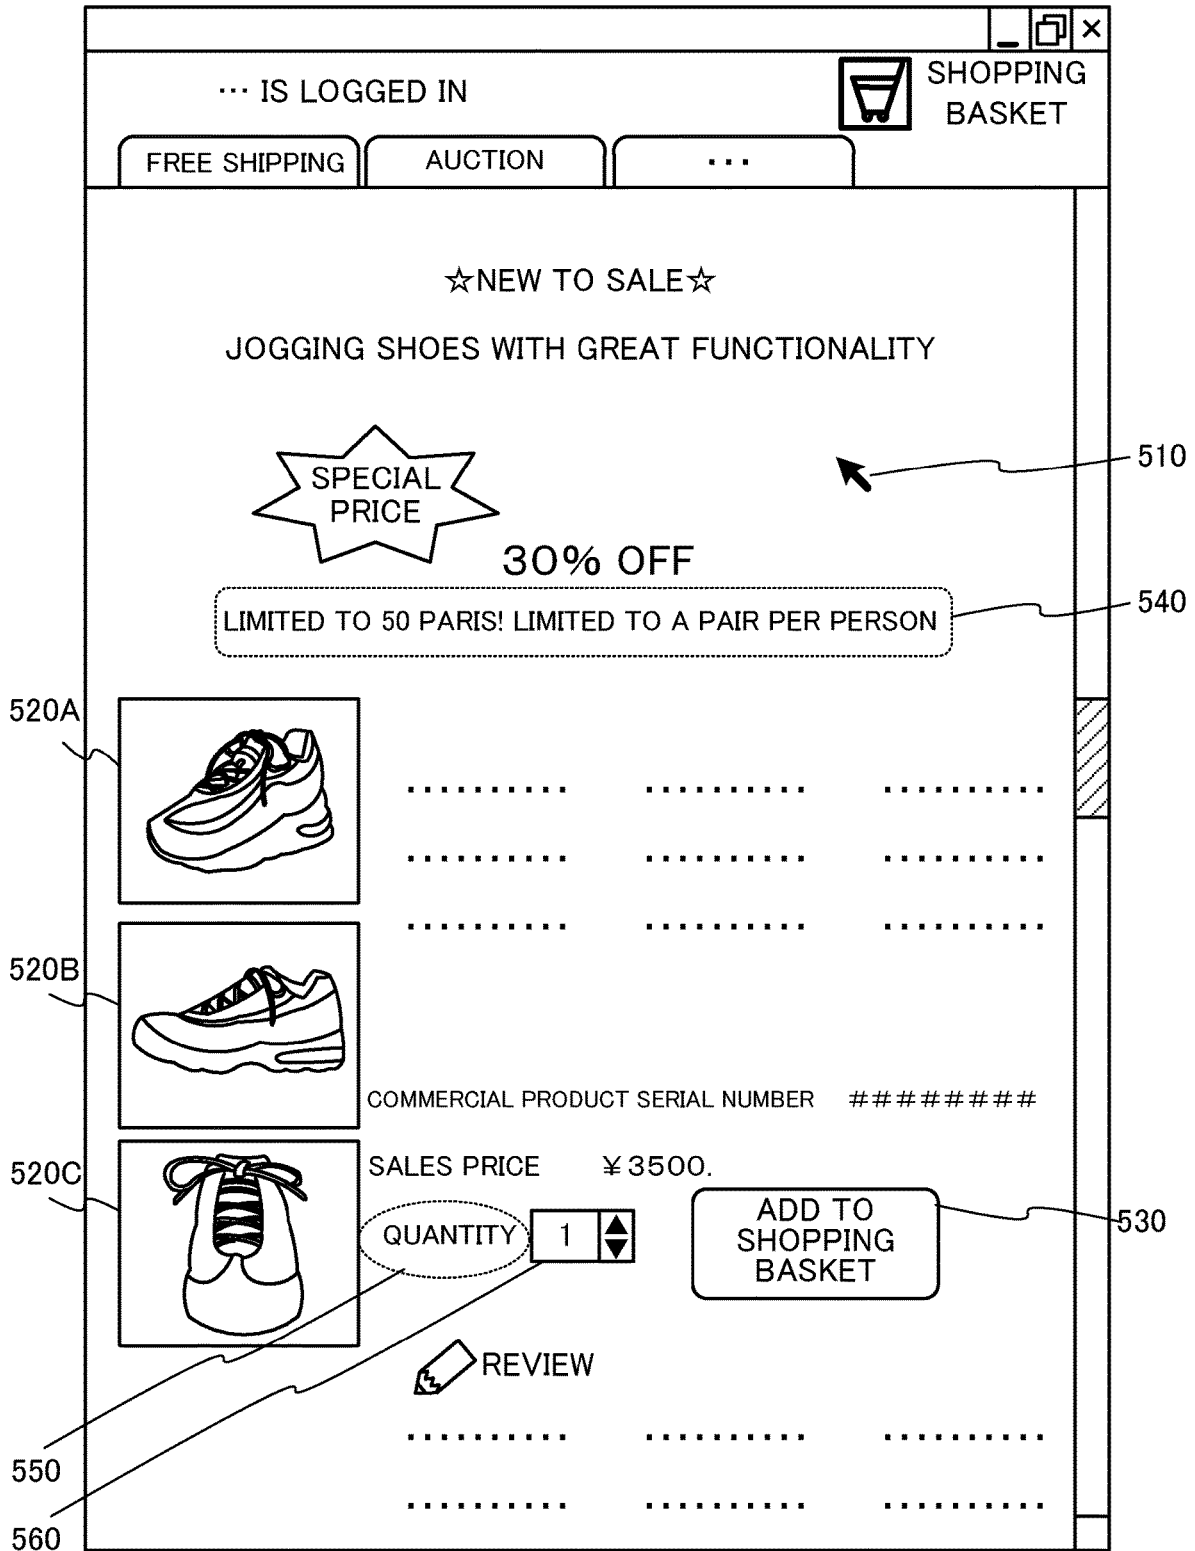 ··· IS LOGGED IN
SHOPPING
BASKET
FREE SHIPPING
AUCTION
···
☆NEW TO SALE☆
JOGGING SHOES WITH GREAT FUNCTIONALITY
SPECIAL
PRICE
510
30% OFF
LIMITED TO 50 PARIS! LIMITED TO A PAIR PER PERSON
540
520A
520B
COMMERCIAL PRODUCT SERIAL NUMBER ########
520C
SALES PRICE ¥3500.
QUANTITY 1
ADD TO
SHOPPING
BASKET
530
REVIEW
550
560